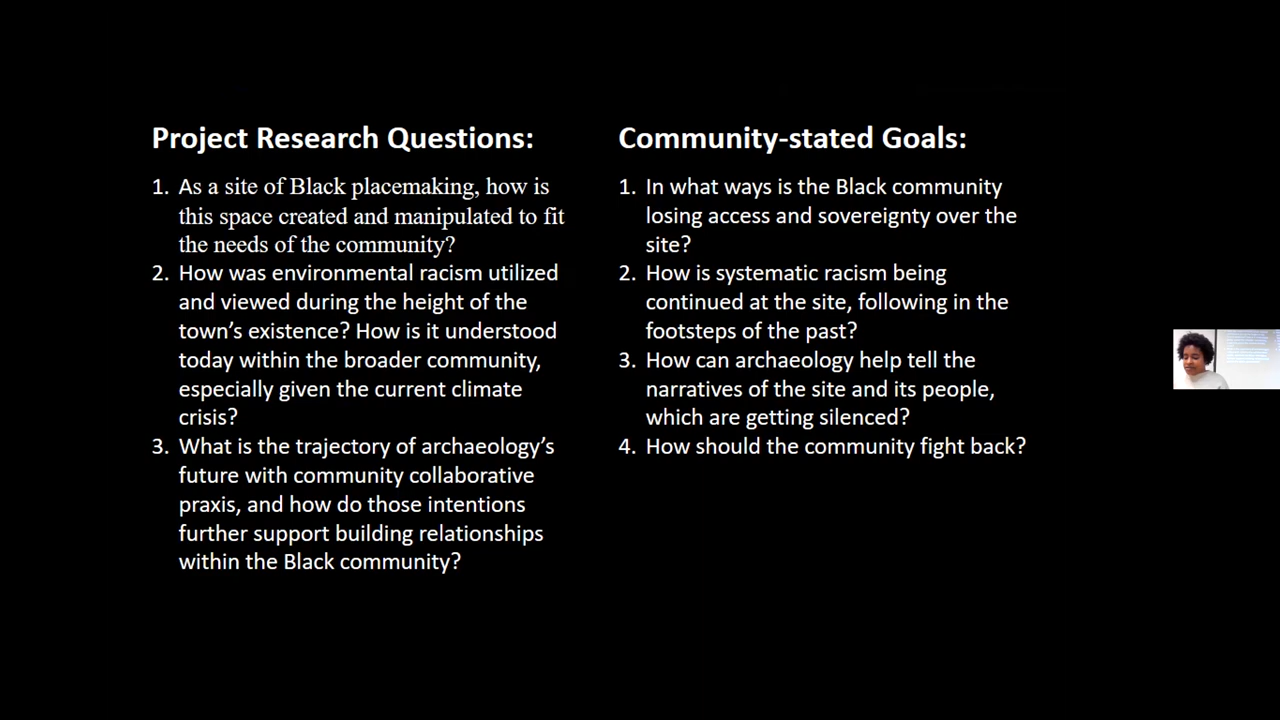 Project Research Questions:
1. As a site of Black placemaking, how is
this space created and manipulated to fit
the needs of the community?
2. How was environmental racism utilized
and viewed during the height of the
town's existence? How is it understood
today within the broader community,
especially given the current climate
crisis?
3. What is the trajectory of archaeology's
future with community collaborative
praxis, and how do those intentions
further support building relationships
within the Black community?
Community-stated Goals:
1. In what ways is the Black community
losing access and sovereignty over the
site?
2. How is systematic racism being
continued at the site, following in the
footsteps of the past?
3. How can archaeology help tell the
narratives of the site and its people,
which are getting silenced?
4. How should the community fight back?